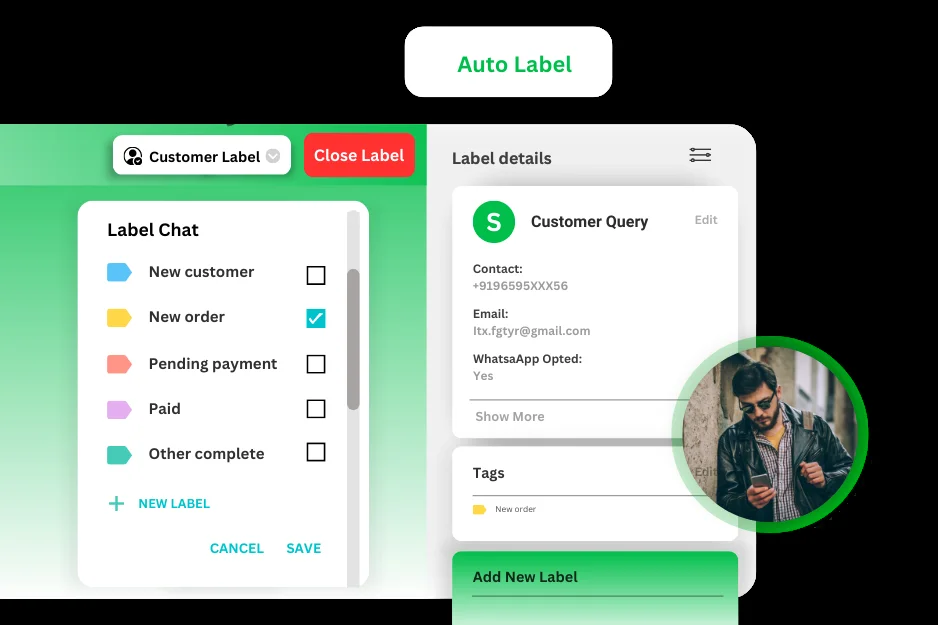 Auto Label
Customer Label
Close Label
Label Chat
New customer
New order
Pending payment
Paid
Other complete
+ NEW LABEL
CANCEL SAVE
Label details
S Customer Query Edit
Contact:
+9196595XXX56
Email:
Itx.fgtyr@gmail.com
WhatsaApp Opted:
Yes
Show More
Tags Edit
New order
Add New Label